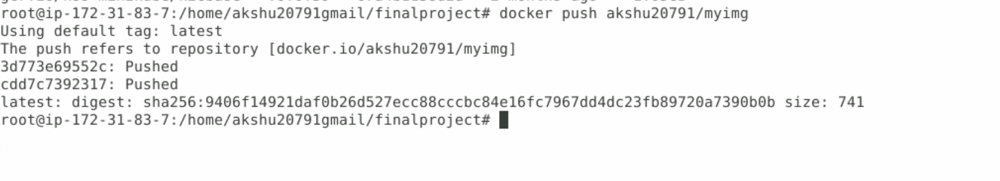 root@ip-172-31-83-7:/home/akshu20791gmail/finalproject# docker push akshu20791/myimg
Using default tag: latest
The push refers to repository [docker.io/akshu20791/myimg]
3d773e69552c: Pushed
cdd7c7392317: Pushed
latest: digest: sha256:9406f14921daf0b26d527ecc88cccbc84e16fc7967dd4dc23fb89720a7390b0b size: 741
root@ip-172-31-83-7:/home/akshu20791gmail/finalproject#